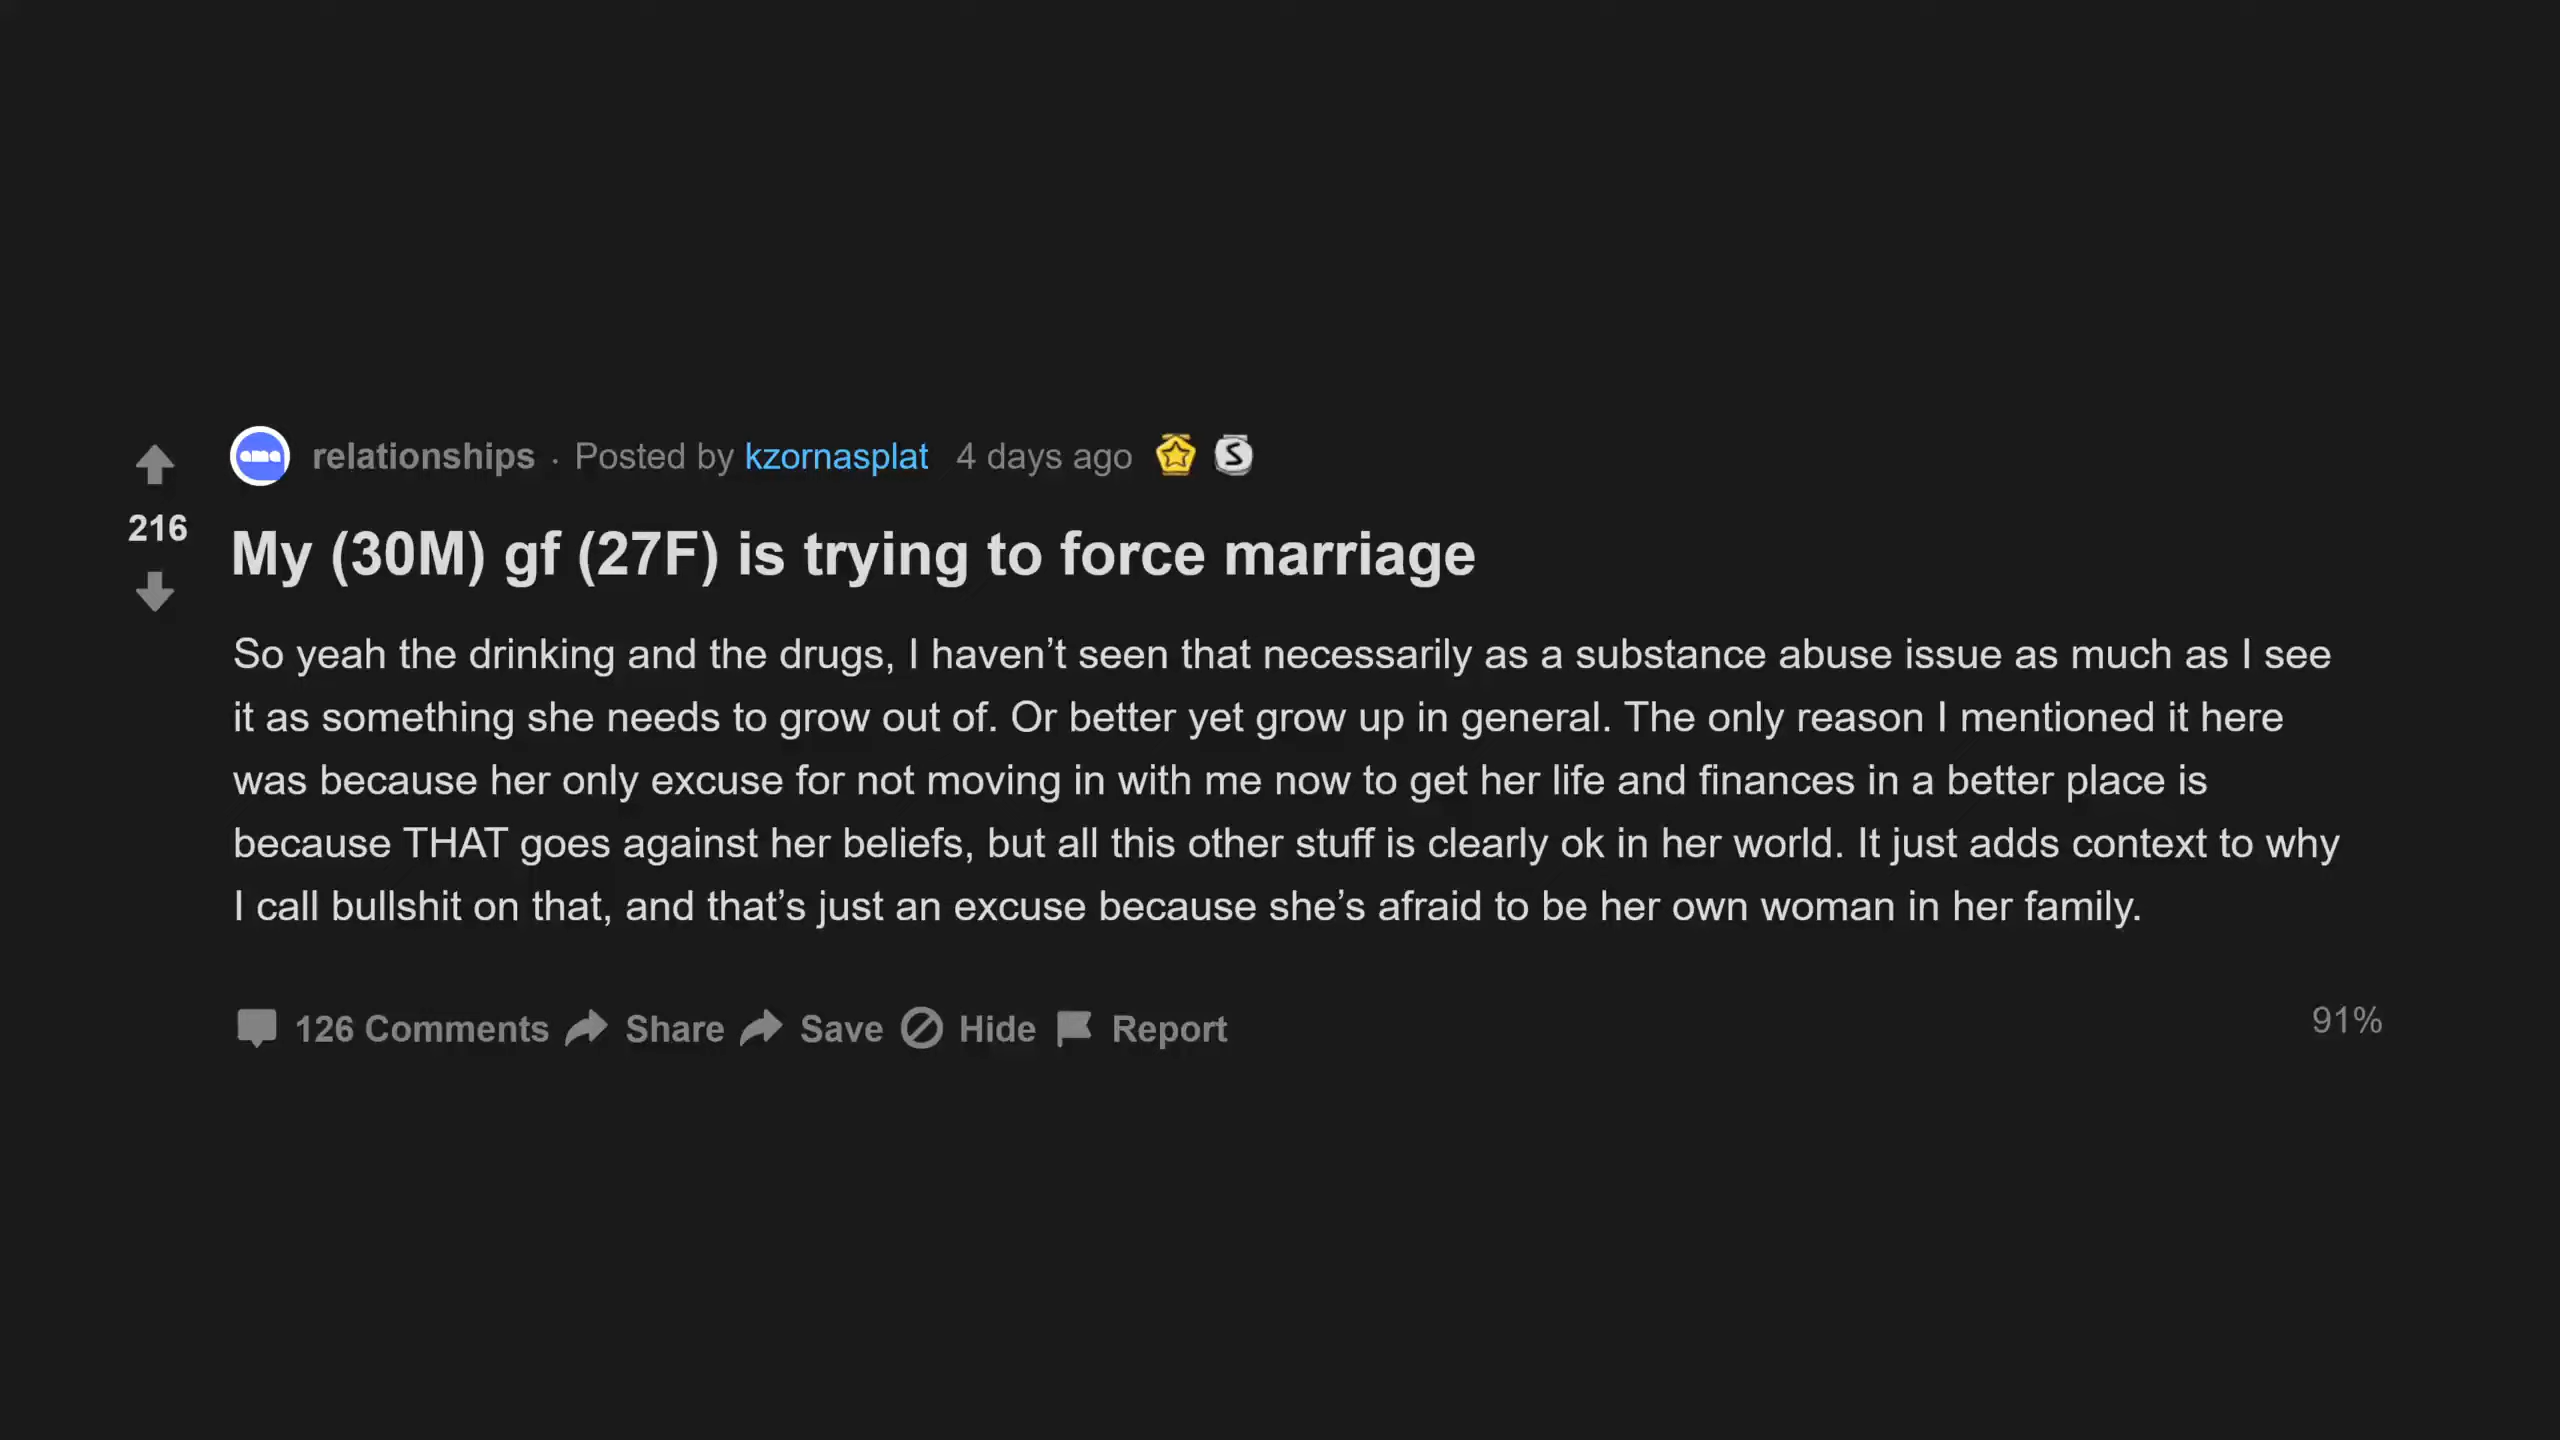 relationships · Posted by kzornasplat 4 days ago
216
My (30M) gf (27F) is trying to force marriage
So yeah the drinking and the drugs, I haven’t seen that necessarily as a substance abuse issue as much as I see
it as something she needs to grow out of. Or better yet grow up in general. The only reason I mentioned it here
was because her only excuse for not moving in with me now to get her life and finances in a better place is
because THAT goes against her beliefs, but all this other stuff is clearly ok in her world. It just adds context to why
I call bullshit on that, and that’s just an excuse because she’s afraid to be her own woman in her family.
126 Comments Share Save Hide Report
91%